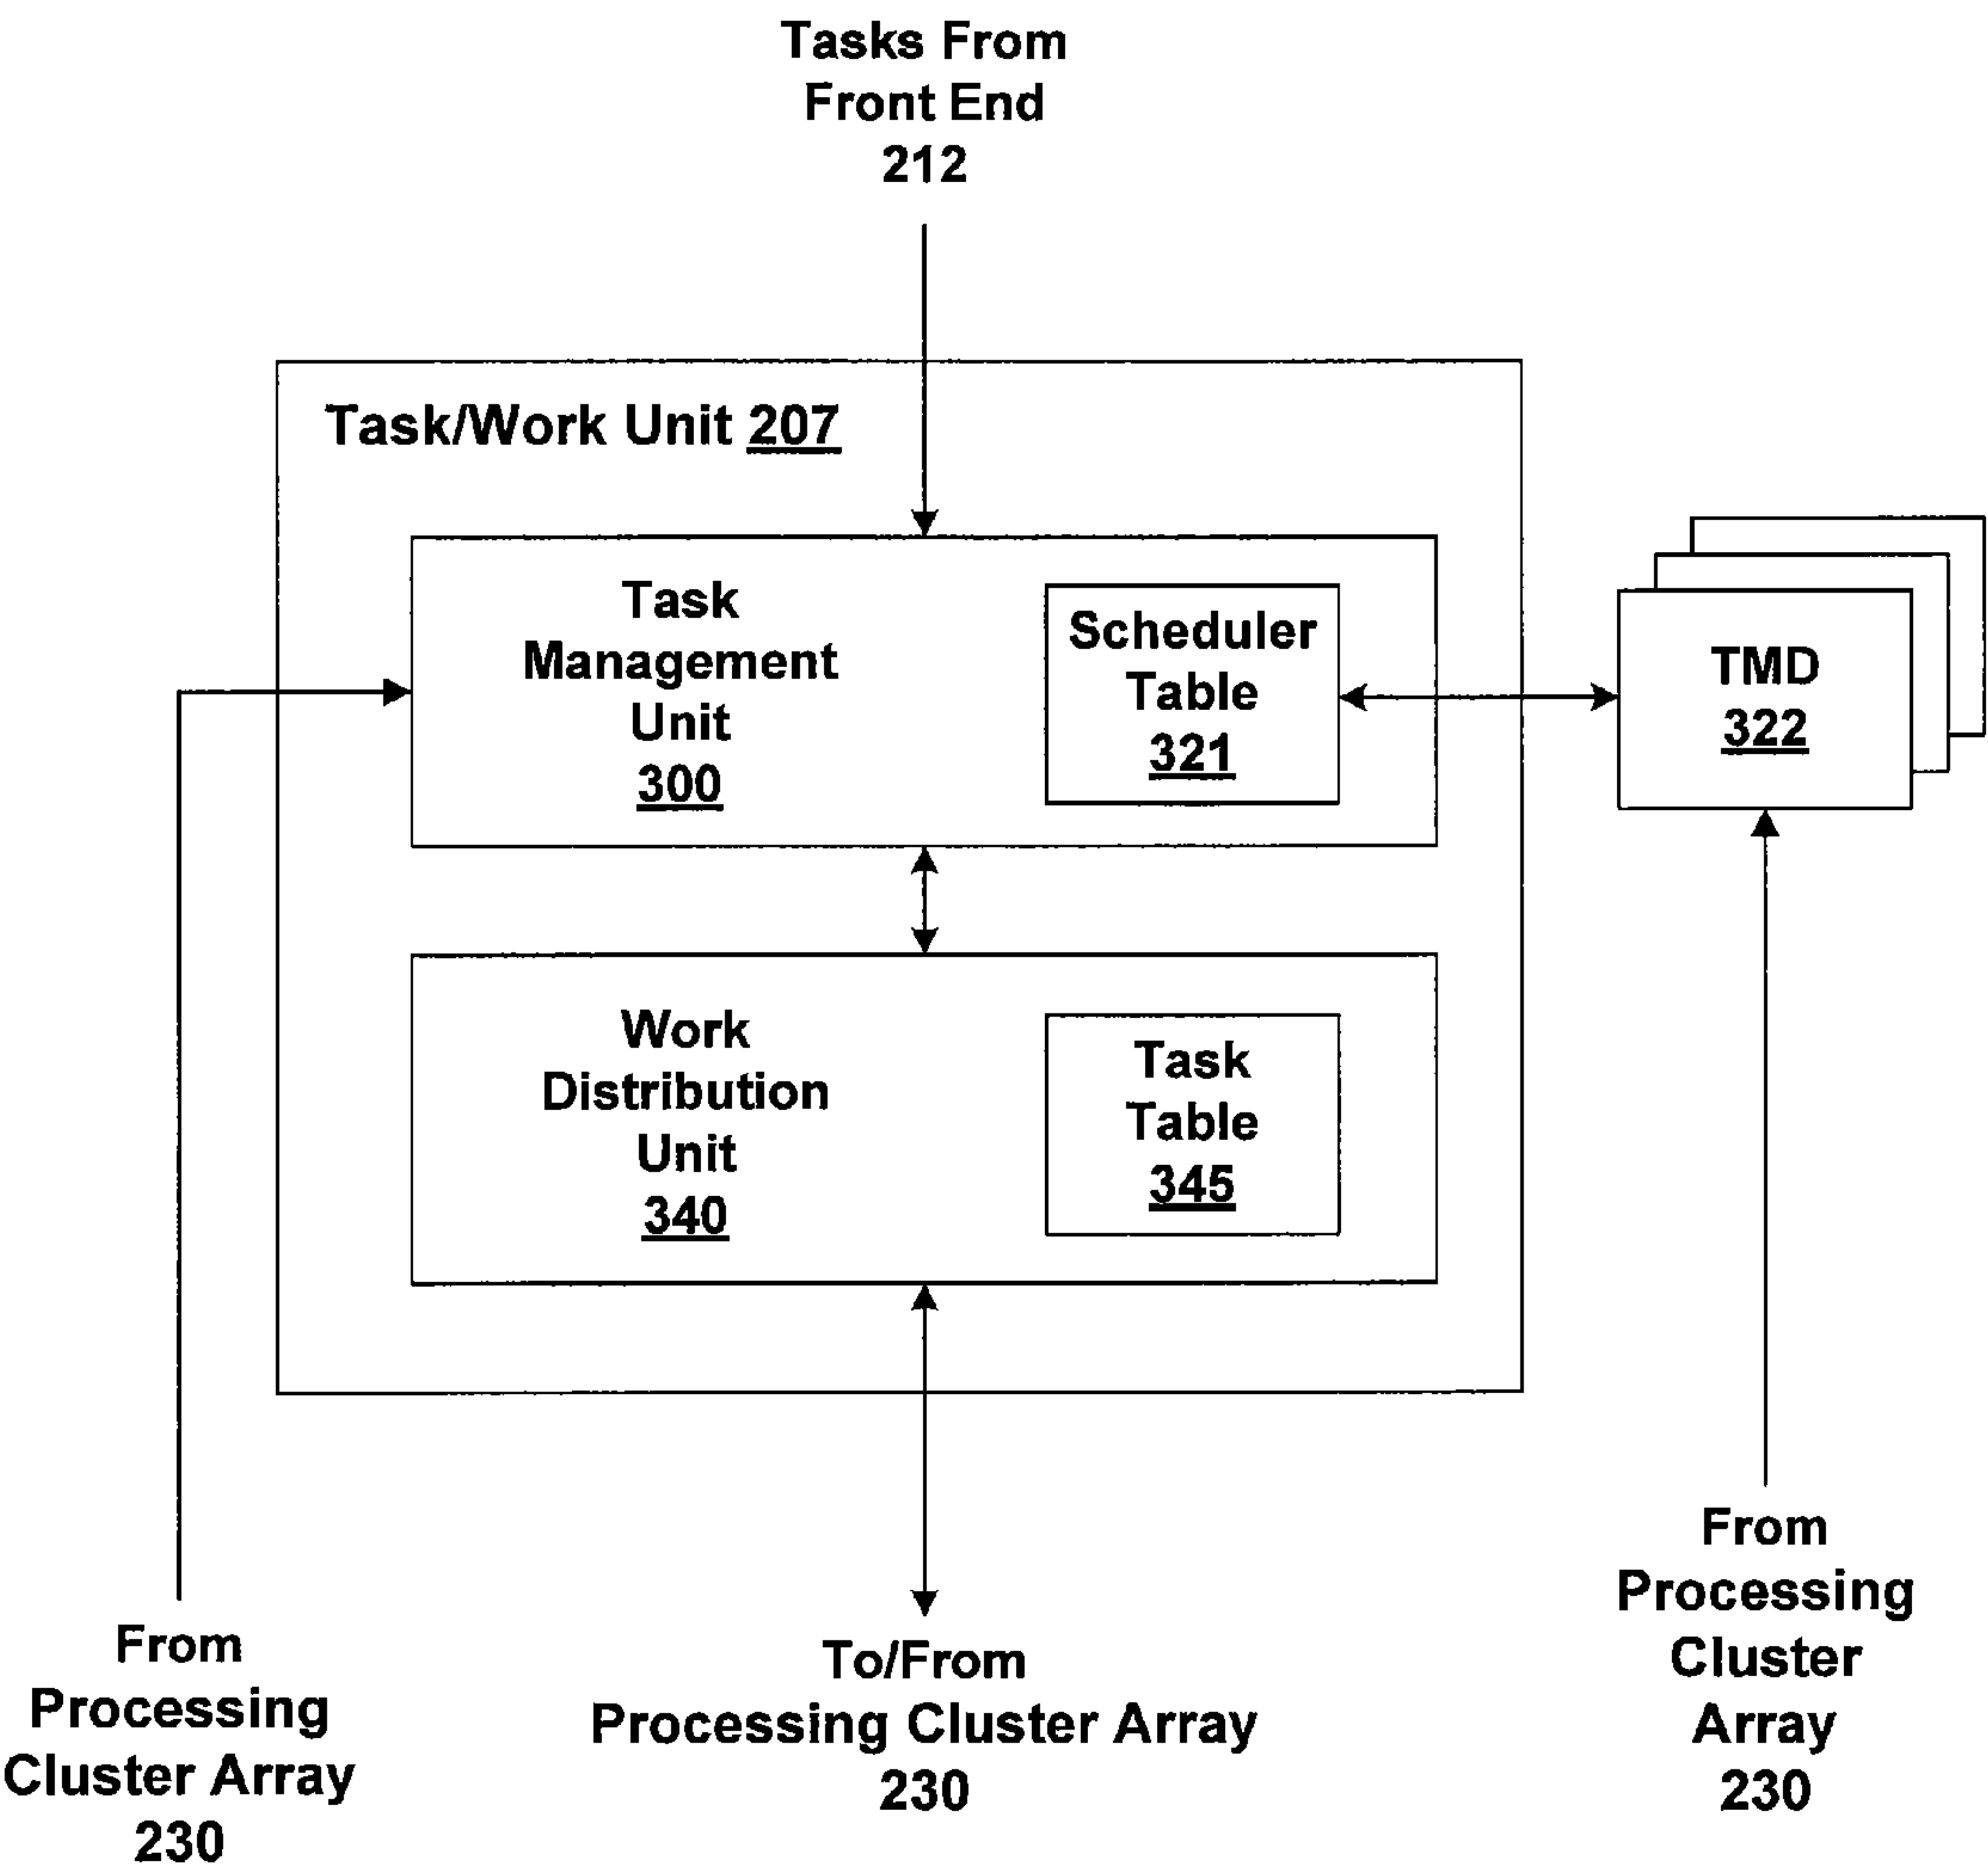 Tasks From
Front End
212
Task/Work Unit 207
Task
Management
Unit
300
Scheduler
Table
321
TMD
322
Work
Distribution
Unit
340
Task
Table
345
From
Processing
Cluster Array
230
To/From
Processing Cluster Array
230
From
Processing
Cluster
Array
230